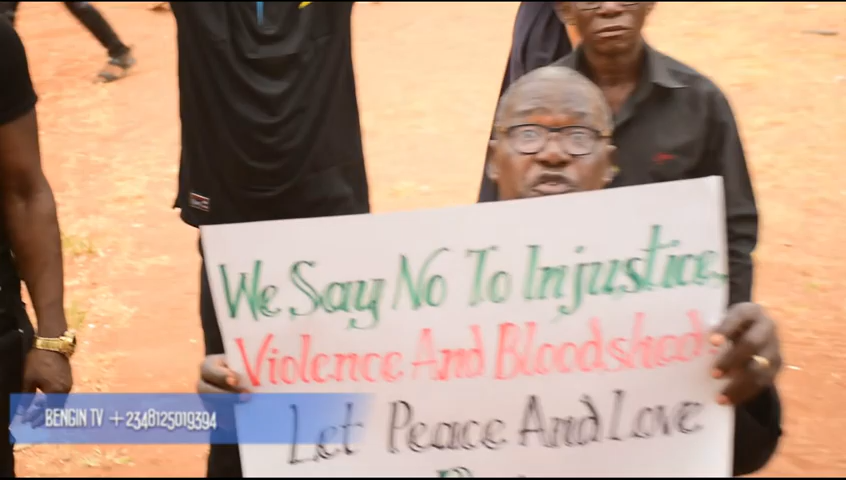 We Say No To Injustice,
Violence And Bloodshed
Let Peace And Love
BENGIN TV +2348125019394